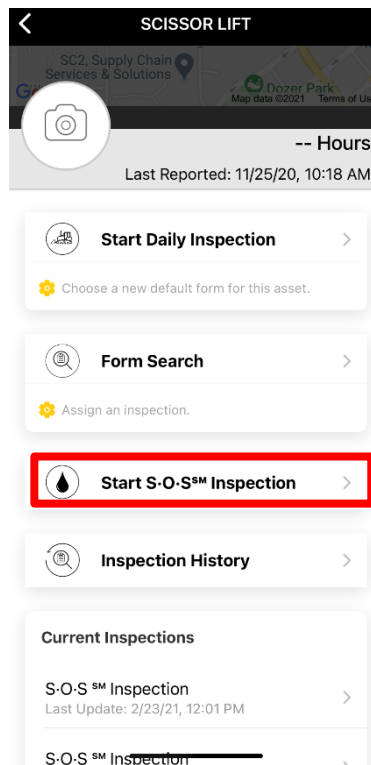 SCISSOR LIFT
SC2, Supply Chain
Services & Solutions
Dozer Park
Map data ©2021 Terms of Us
-- Hours
Last Reported: 11/25/20, 10:18 AM
Start Daily Inspection
Choose a new default form for this asset.
Form Search
Assign an inspection.
Start S·O·S℠ Inspection
Inspection History
Current Inspections
S·O·S ℠ Inspection
Last Update: 2/23/21, 12:01 PM
S·O·S ℠ Inspection